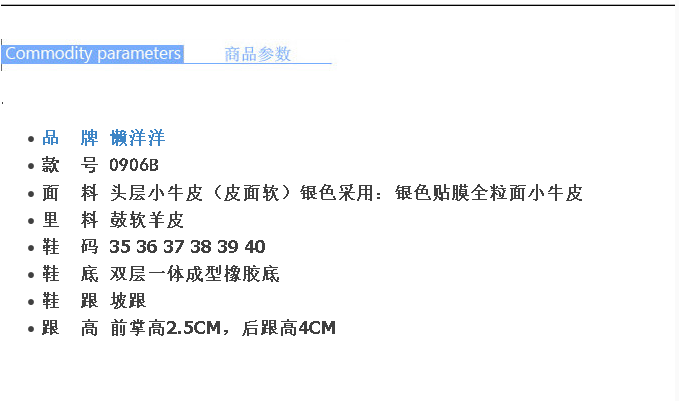 Commodity parameters 商品参数
品 牌 懒洋洋
款 号 0906B
面 料 头层小牛皮（皮面软）银色采用：银色贴膜全粒面小牛皮
里 料 鼓软羊皮
鞋 码 35 36 37 38 39 40
鞋 底 双层一体成型橡胶底
鞋 跟 坡跟
跟 高 前掌高2.5CM，后跟高4CM